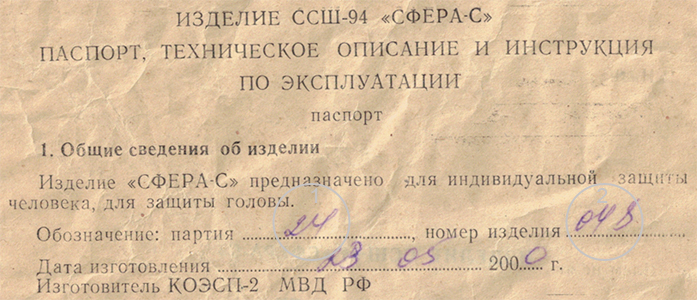 ИЗДЕЛИЕ ССШ-94 «СФЕРА-С»
ПАСПОРТ, ТЕХНИЧЕСКОЕ ОПИСАНИЕ И ИНСТРУКЦИЯ
ПО ЭКСПЛУАТАЦИИ
паспорт
1. Общие сведения об изделии
Изделие «СФЕРА-С» предназначено для индивидуальной защиты
человека, для защиты головы.
Обозначение: партия 24, номер изделия
Дата изготовления 23 05 2000 г.
Изготовитель КОЭСП-2 МВД РФ